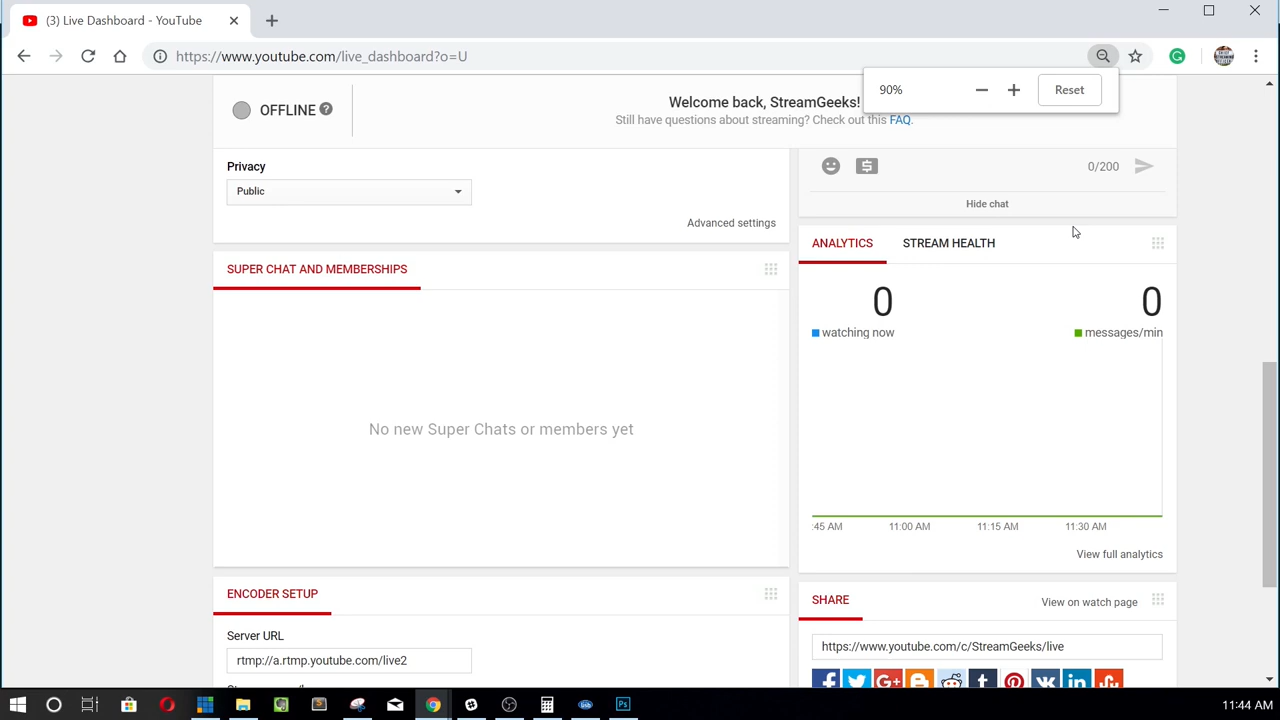 (3) Live Dashboard - YouTube
https://www.youtube.com/live_dashboard?o=U
90%
Reset
OFFLINE
Welcome back, StreamGeeks!
Still have questions about streaming? Check out this FAQ.
Privacy
Public
Advanced settings
0/200
Hide chat
SUPER CHAT AND MEMBERSHIPS
No new Super Chats or members yet
ANALYTICS
STREAM HEALTH
0
0
watching now
messages/min
:45 AM
11:00 AM
11:15 AM
11:30 AM
View full analytics
ENCODER SETUP
Server URL
rtmp://a.rtmp.youtube.com/live2
SHARE
View on watch page
https://www.youtube.com/c/StreamGeeks/live
11:44 AM